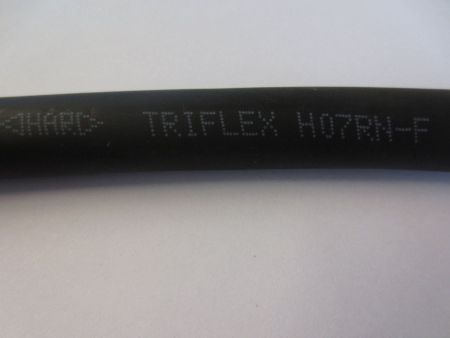 <HAR> TRIFLEX H07RN-F